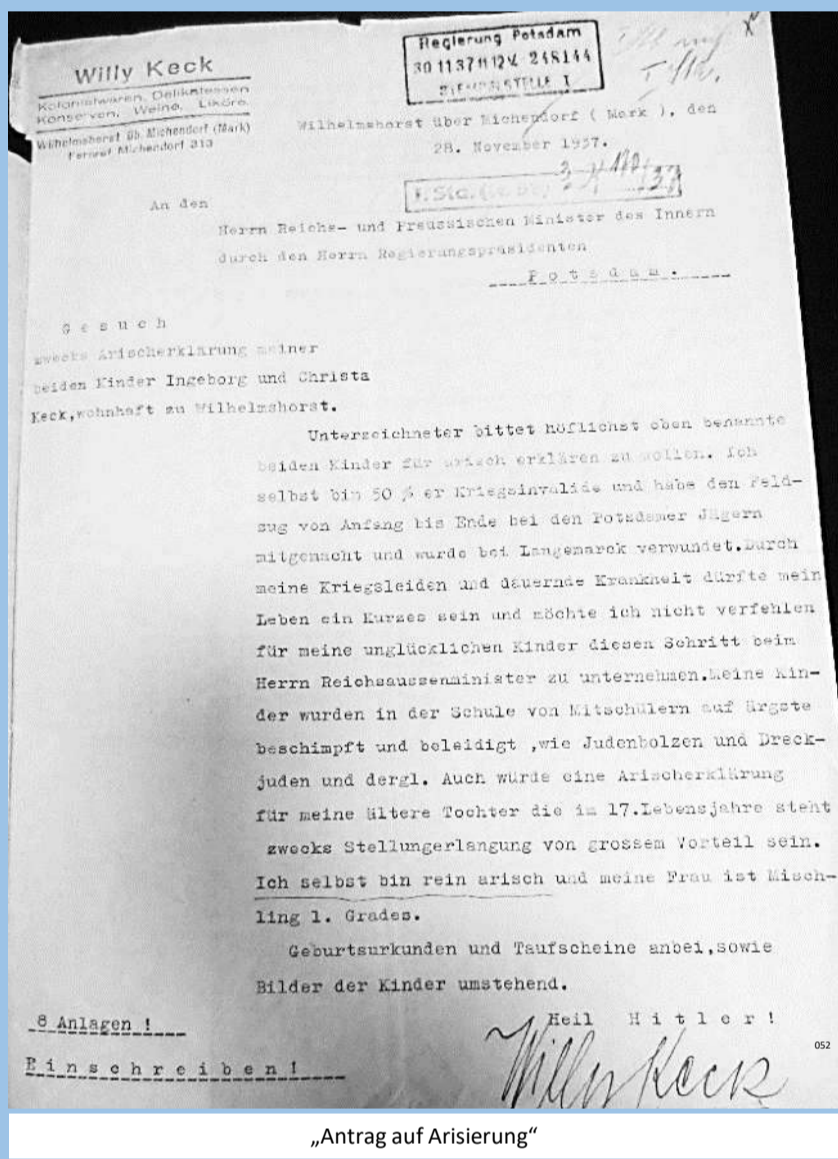 Willy Keck
Kolonialwaren, Delikatessen
Konserven, Weine, Liköre.
Wilhelmshorst üb. Michendorf (Mark)
Fernruf Michendorf 313
Regierung Potsdam
30 11 37 11 12 V. 248144
Wilhelmshorst über Michendorf ( Mark ), den
28. November 1937.
An den
Herrn Reichs- und Preussischen Minister des Innern
durch den Herrn Regierungspräsidenten
P o t s d a m .
G e s u c h
zwecks Arischerklärung meiner
beiden Kinder Ingeborg und Christa
Keck,wohnhaft zu Wilhelmshorst.
Unterzeichneter bittet höflichst oben benannte
beiden Kinder für arisch erklären zu wollen. Ich
selbst bin 50 % er Kriegsinvalide und habe den Feld-
zug von Anfang bis Ende bei den Potsdamer Jägern
mitgemacht und wurde bei Langemarck verwundet.Durch
meine Kriegsleiden und dauernde Krankheit dürfte mein
Leben ein Kurzes sein und möchte ich nicht verfehlen
für meine unglücklichen Kinder diesen Schritt beim
Herrn Reichsaussenminister zu unternehmen.Meine Kin-
der wurden in der Schule von Mitschülern auf ärgste
beschimpft und beleidigt ,wie Judenbolzen und Dreck-
juden und dergl. Auch würde eine Arischerklärung
für meine ältere Tochter die im 17.Lebensjahre steht
zwecks Stellungerlangung von grossem Vorteil sein.
Ich selbst bin rein arisch und meine Frau ist Misch-
ling 1. Grades.
Geburtsurkunden und Taufscheine anbei,sowie
Bilder der Kinder umstehend.
8 Anlagen !
Heil H i t l e r !
052
E i n s c h r e i b e n !
Willy Keck
„Antrag auf Arisierung“